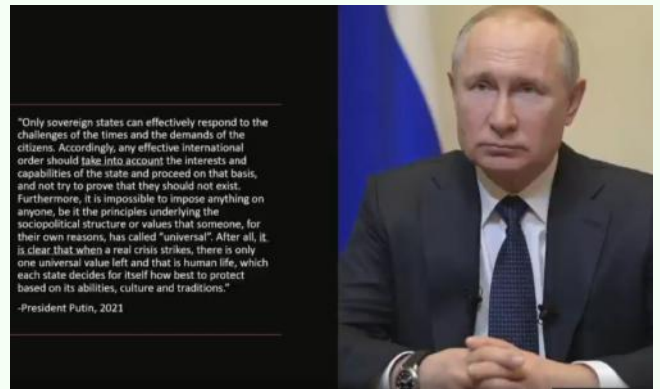 "Only sovereign states can effectively respond to the
challenges of the times and the demands of the
citizens. Accordingly, any effective international
order should take into account the interests and
capabilities of the state and proceed on that basis,
and not try to prove that they should not exist.
Furthermore, it is impossible to impose anything on
anyone, be it the principles underlying the
sociopolitical structure or values that someone, for
their own reasons, has called "universal". After all, it
is clear that when a real crisis strikes, there is only
one universal value left and that is human life, which
each state decides for itself how best to protect
based on its abilities, culture and traditions."
-President Putin, 2021